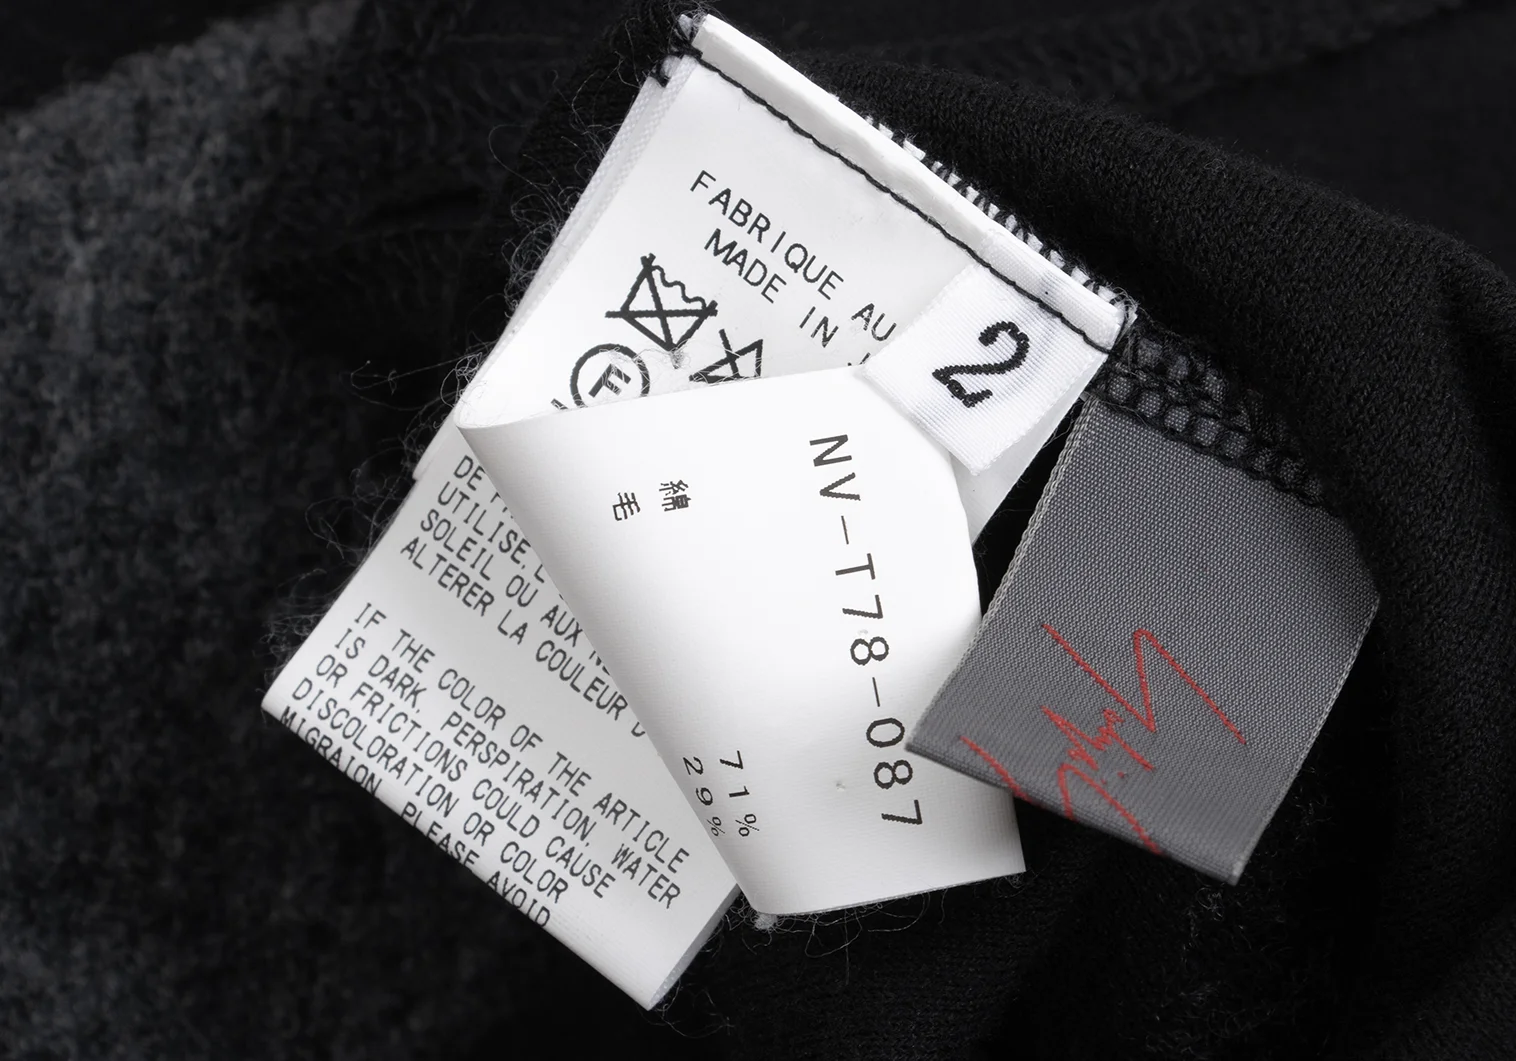 FABRIQUE AU
MADE IN
F
2
NV-T78-087
綿 71%
毛 29%
DE
UTILISE, L
SOLEIL OU AUX
ALTERER LA COULEUR D
IF THE COLOR OF THE ARTICLE
IS DARK, PERSPIRATION, WATER
OR FRICTIONS COULD CAUSE
DISCOLORATION OR COLOR
MIGRAION. PLEASE AVOID